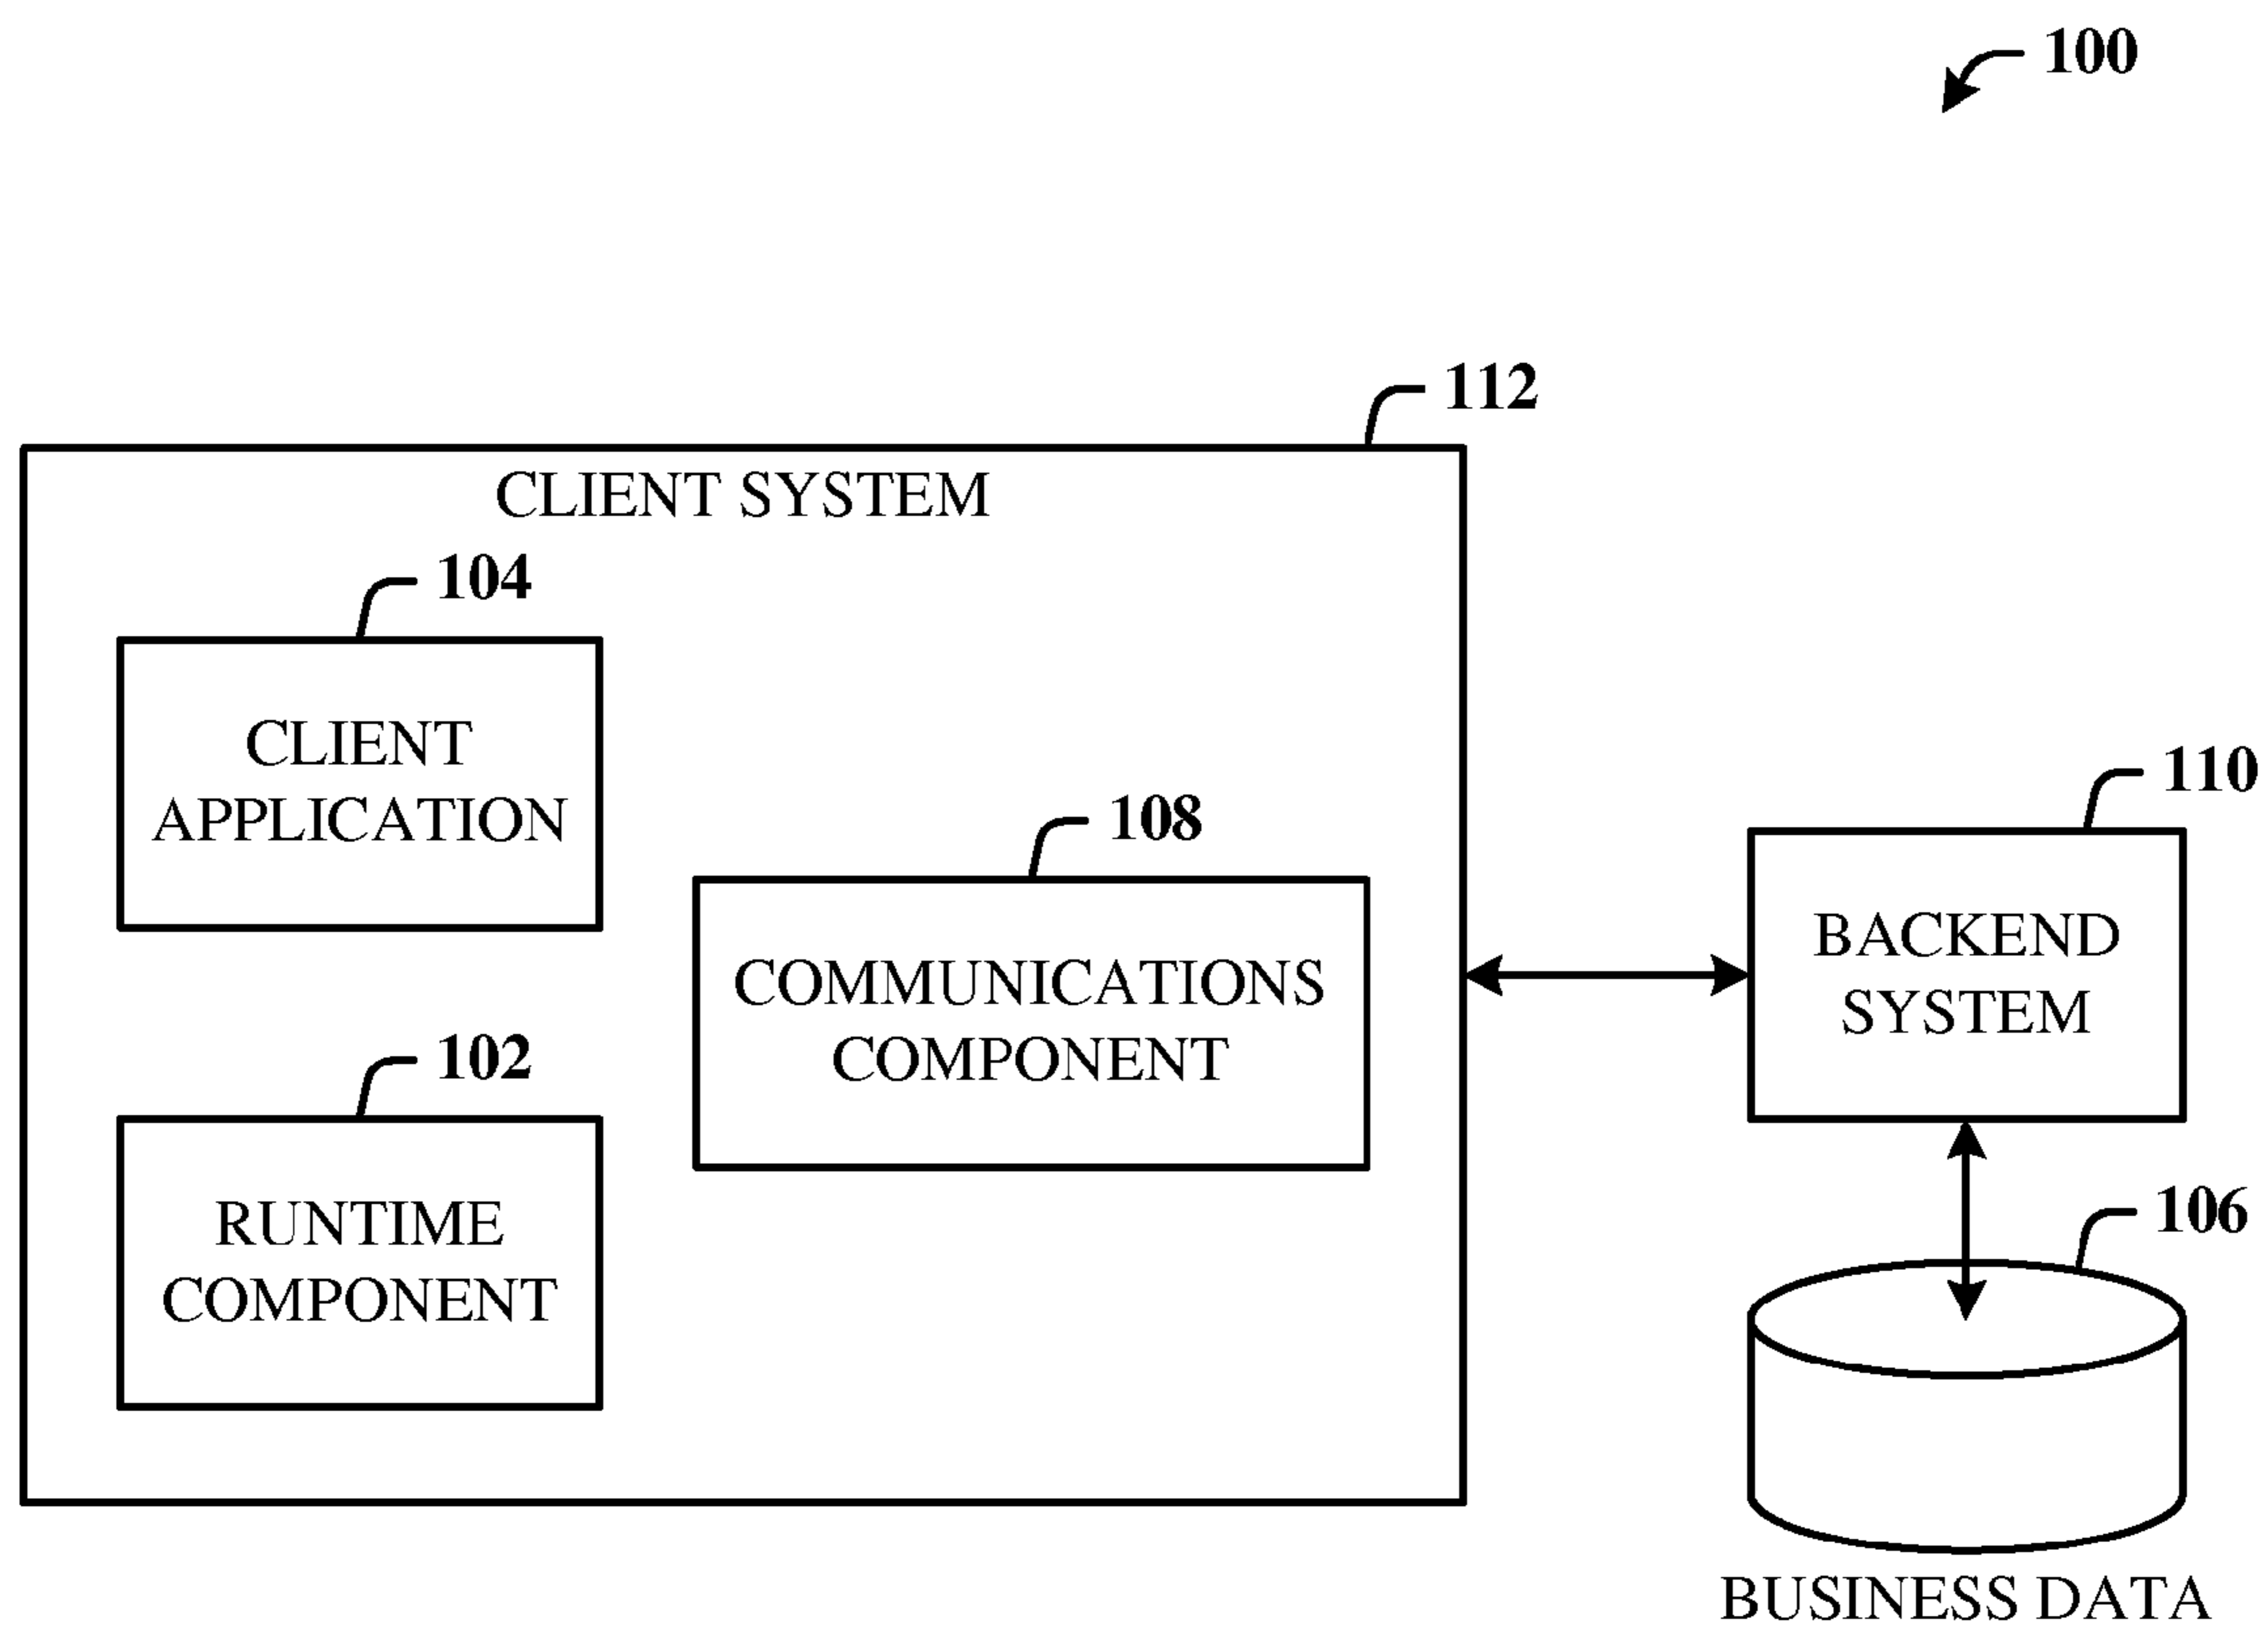 100
112
CLIENT SYSTEM
104
CLIENT
APPLICATION
108
COMMUNICATIONS
COMPONENT
102
RUNTIME
COMPONENT
110
BACKEND
SYSTEM
106
BUSINESS DATA